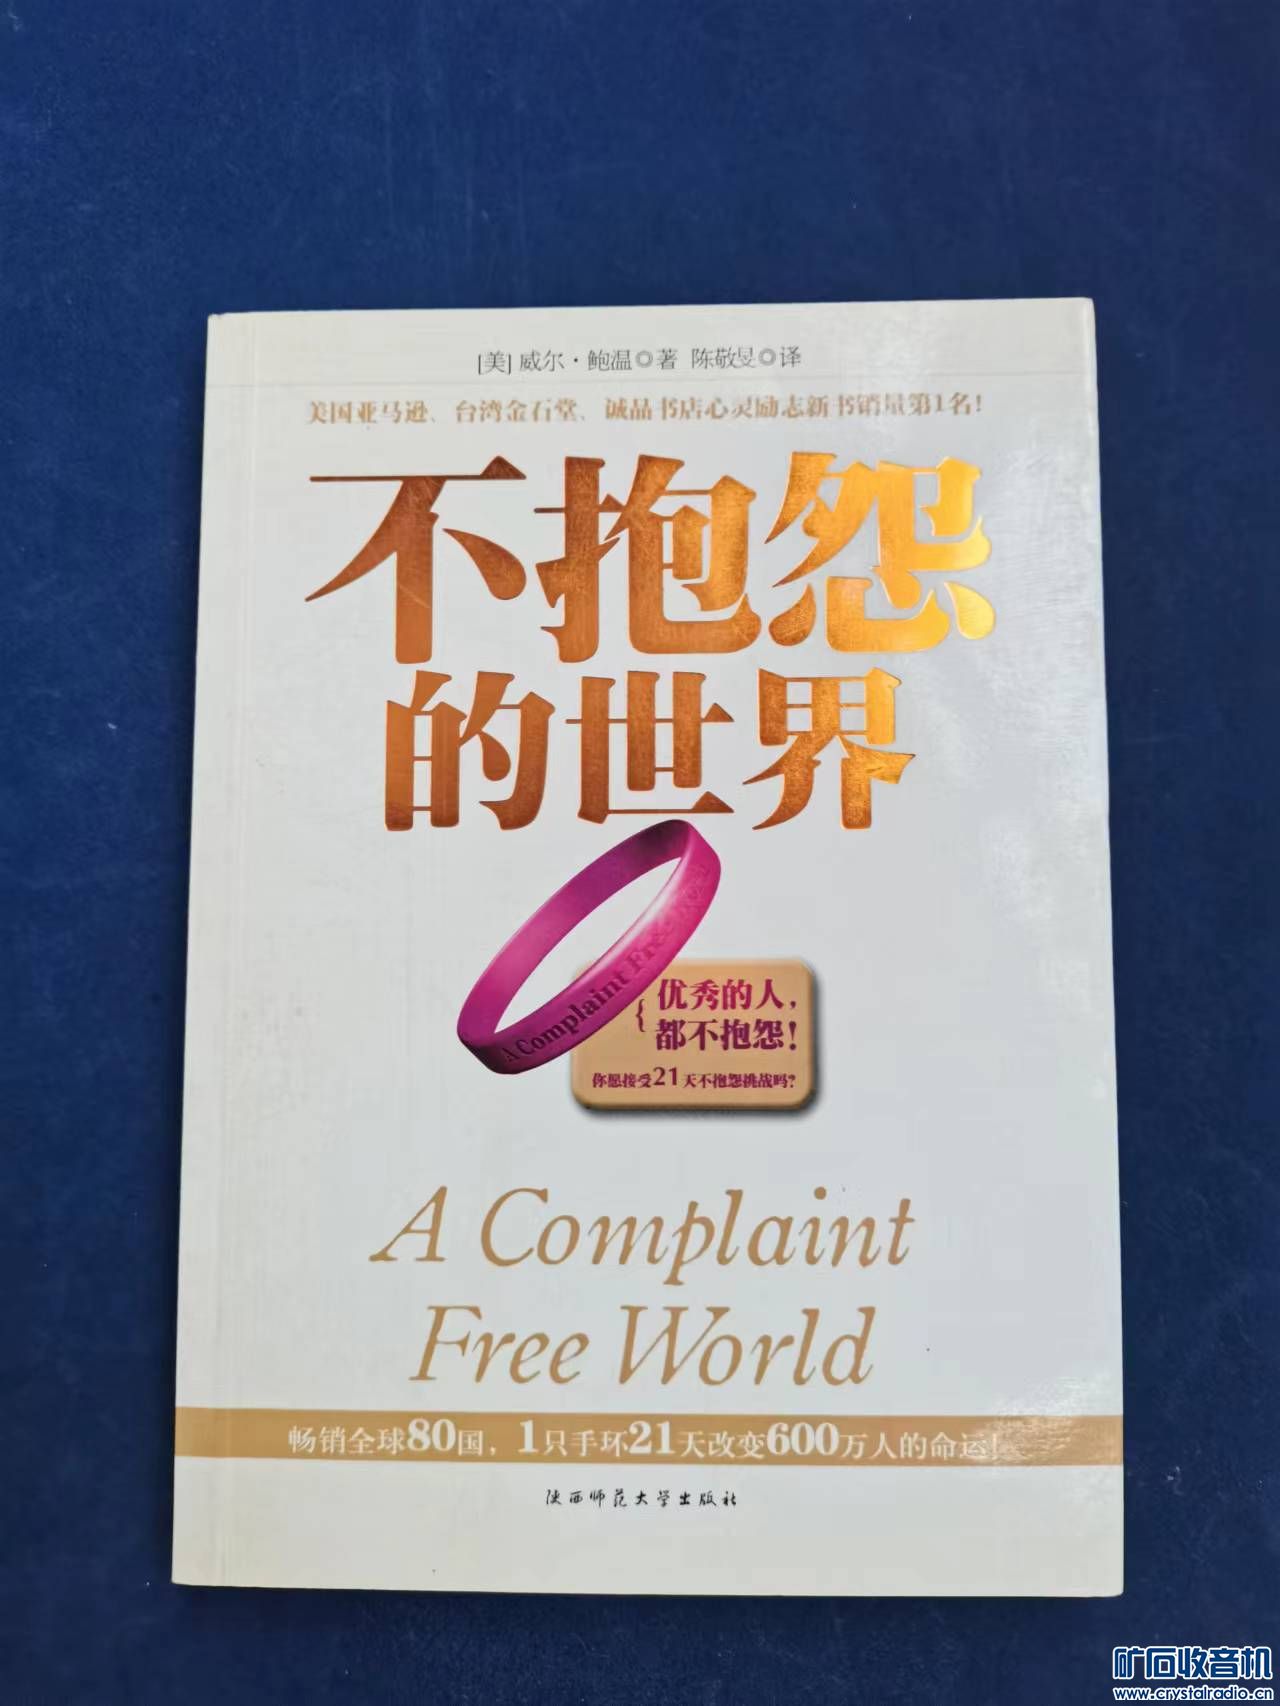 [美] 威尔·鲍温◎著 陈敬旻◎译
美国亚马逊、台湾金石堂、诚品书店心灵励志新书销量第1名！
不抱怨
的世界
A Complaint Free World
优秀的人，
都不抱怨！
你愿接受21天不抱怨挑战吗？
A Complaint
Free World
畅销全球80国，1只手环21天改变600万人的命运！
陕西师范大学出版社
矿石收音机
www.crystalradio.cn